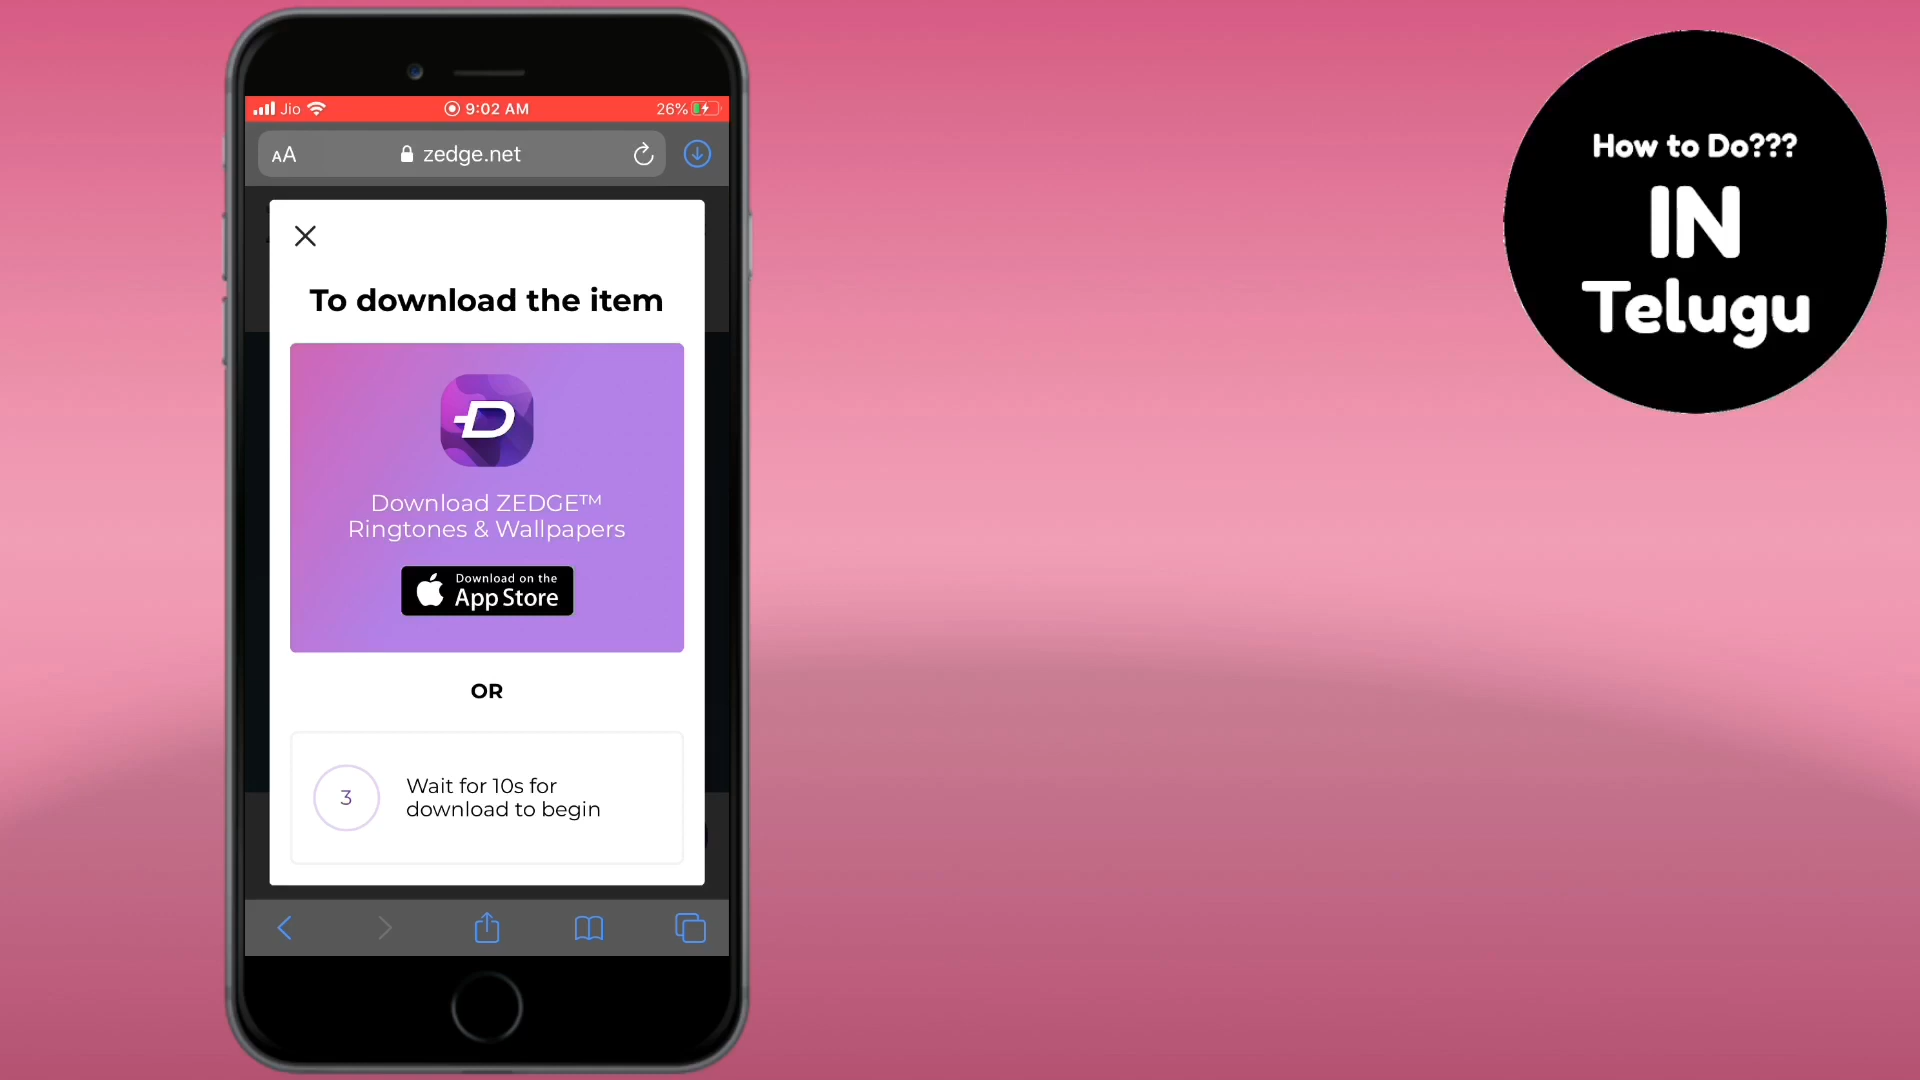 Jio 9:02 AM 26%
AA zedge.net
To download the item
Download ZEDGE™
Ringtones & Wallpapers
Download on the
App Store
OR
3
Wait for 10s for
download to begin
How to Do???
IN
Telugu